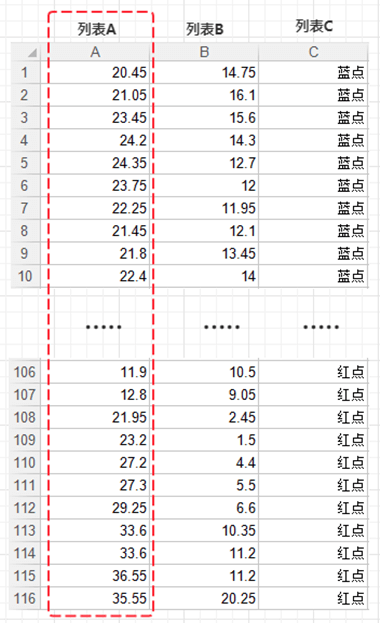 列表A 列表B 列表C
A B C
1 20.45 14.75 蓝点
2 21.05 16.1 蓝点
3 23.45 15.6 蓝点
4 24.2 14.3 蓝点
5 24.35 12.7 蓝点
6 23.75 12 蓝点
7 22.25 11.95 蓝点
8 21.45 12.1 蓝点
9 21.8 13.45 蓝点
10 22.4 14 蓝点
••••• ••••• •••••
106 11.9 10.5 红点
107 12.8 9.05 红点
108 21.95 2.45 红点
109 23.2 1.5 红点
110 27.2 4.4 红点
111 27.3 5.5 红点
112 29.25 6.6 红点
113 33.6 10.35 红点
114 33.6 11.2 红点
115 36.55 11.2 红点
116 35.55 20.25 红点